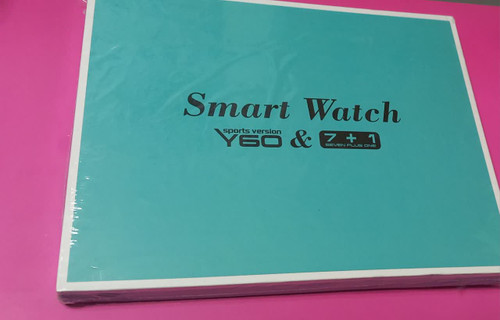 Smart Watch
sports version
Y60 & 7+1
SEVEN PLUS ONE